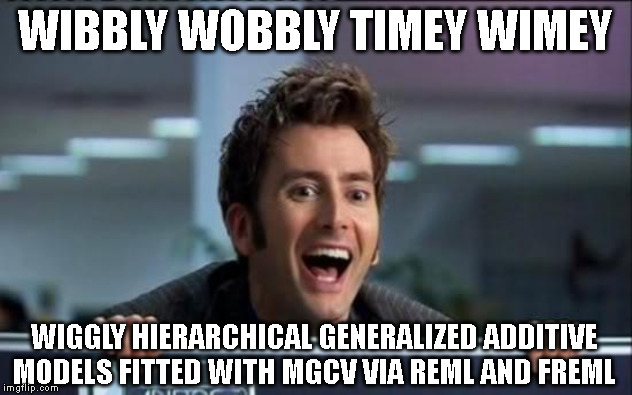 WIBBLY WOBBLY TIMEY WIMEY
WIGGLY HIERARCHICAL GENERALIZED ADDITIVE
MODELS FITTED WITH MGCV VIA REML AND FREML
imgflip.com